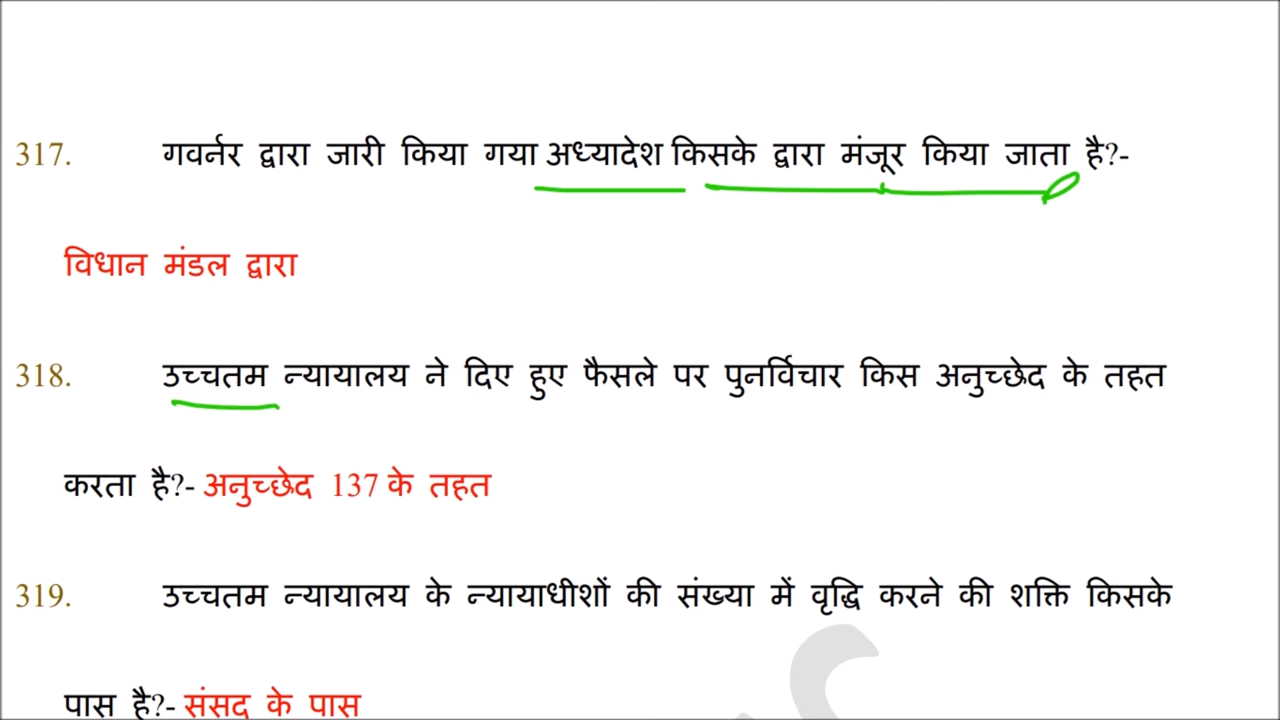 317. गवर्नर द्वारा जारी किया गया अध्यादेश किसके द्वारा मंजूर किया जाता है?-
विधान मंडल द्वारा
318. उच्चतम न्यायालय ने दिए हुए फैसले पर पुनर्विचार किस अनुच्छेद के तहत
करता है?- अनुच्छेद 137 के तहत
319. उच्चतम न्यायालय के न्यायाधीशों की संख्या में वृद्धि करने की शक्ति किसके
पास है?- संसद के पास